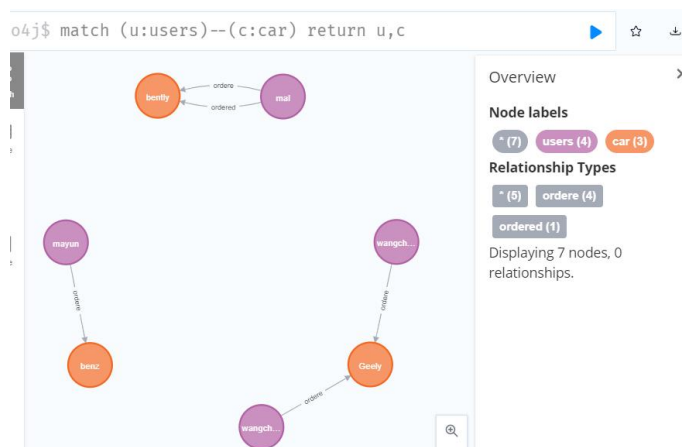 o4j$ match (u:users)--(c:car) return u,c
Overview
Node labels
* (7) users (4) car (3)
Relationship Types
* (5) ordere (4)
ordered (1)
Displaying 7 nodes, 0
relationships.
bently
ordere
ordered
mal
mayun
ordere
benz
wangch...
ordere
Geely
ordere
wangch...